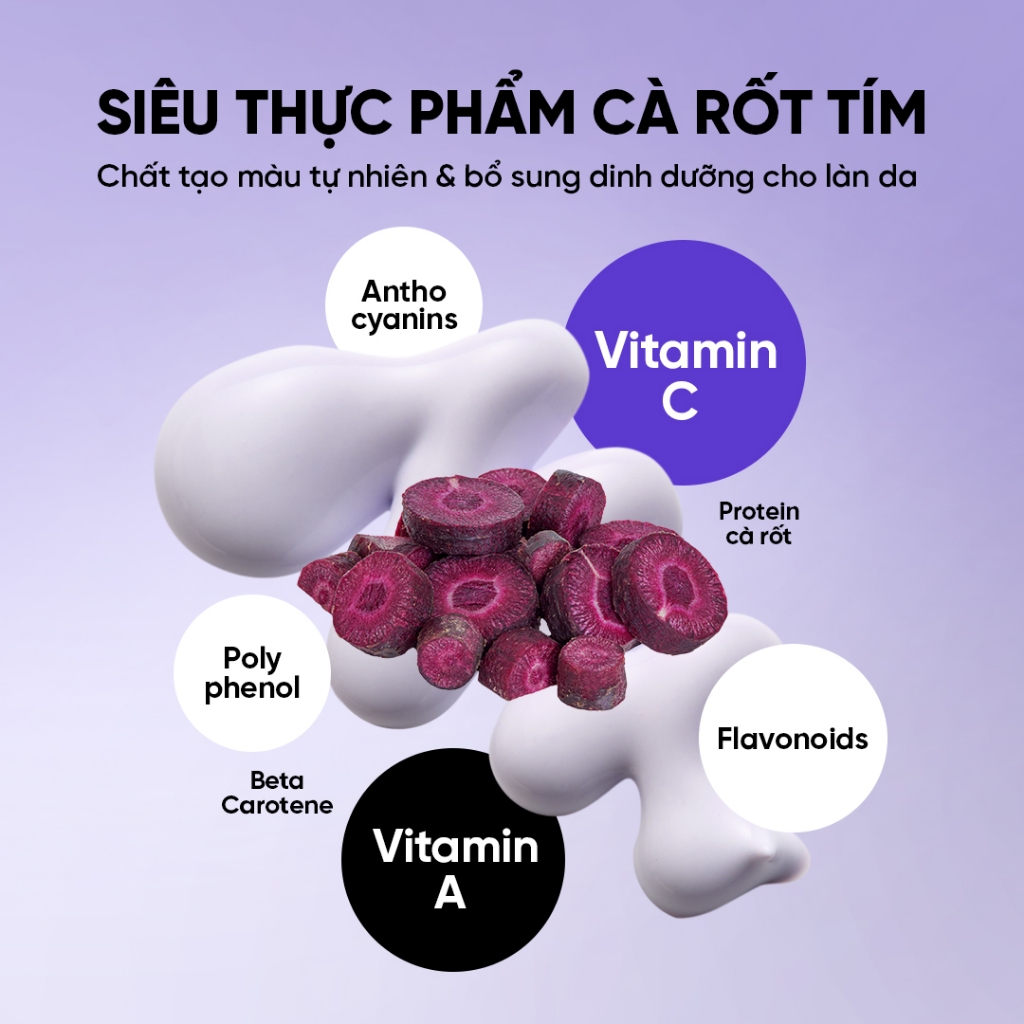 SIÊU THỰC PHẨM CÀ RỐT TÍM
Chất tạo màu tự nhiên & bổ sung dinh dưỡng cho làn da
Antho
cyanins
Vitamin
C
Protein
cà rốt
Poly
phenol
Flavonoids
Beta
Carotene
Vitamin
A